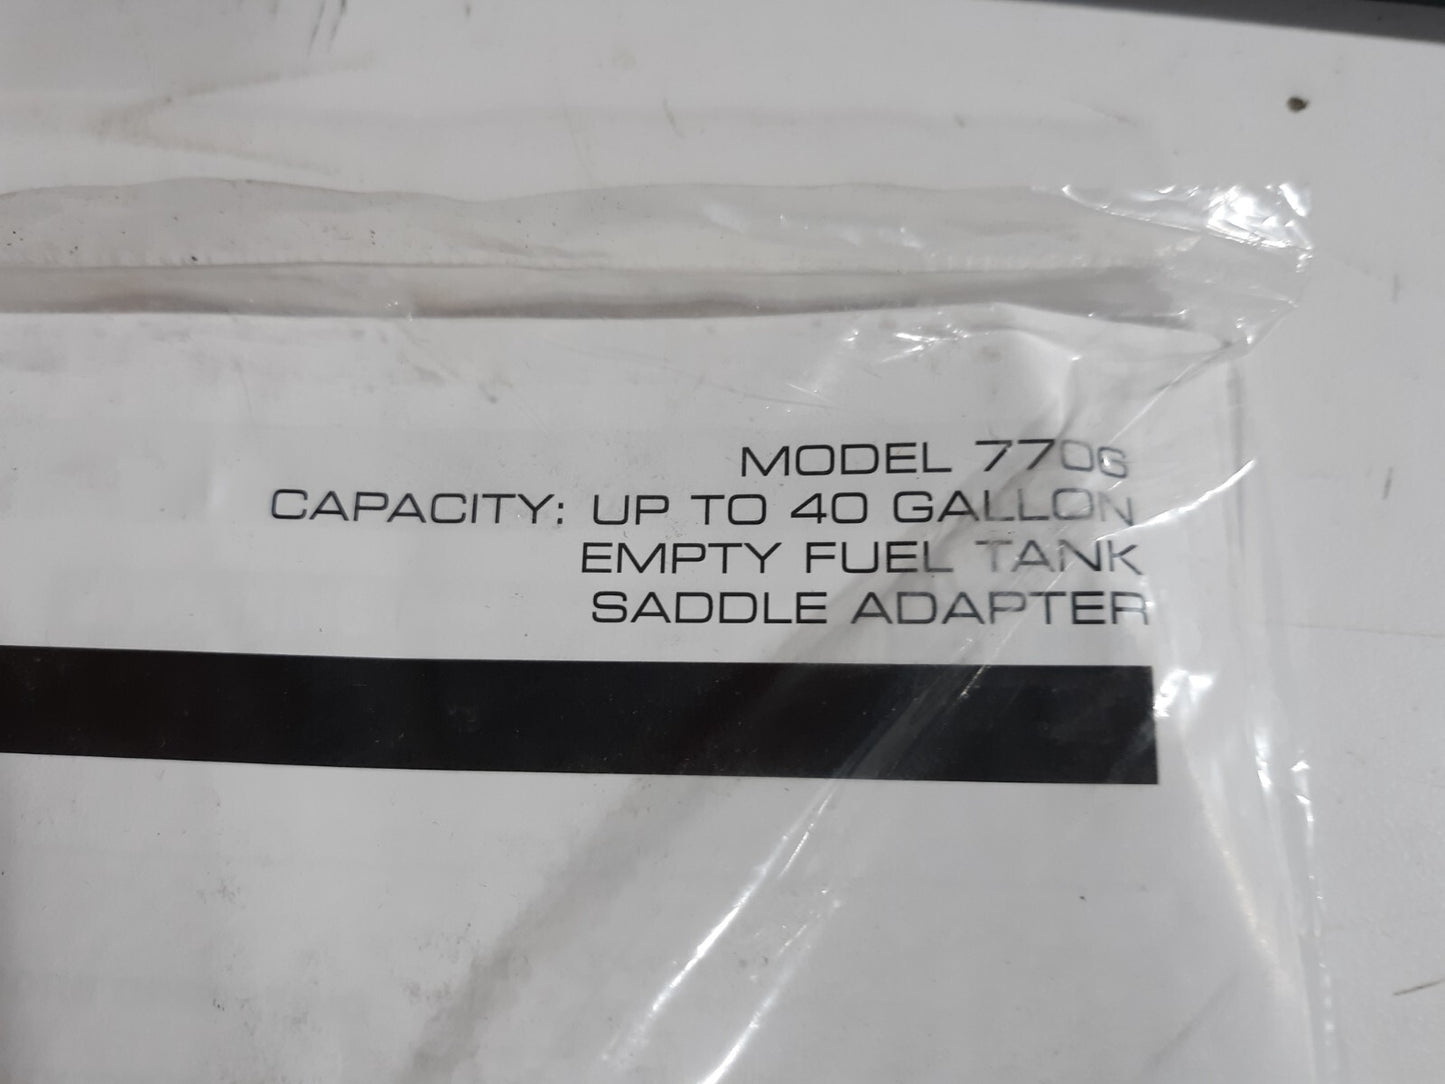 MODEL 770G
CAPACITY: UP TO 40 GALLON
EMPTY FUEL TANK
SADDLE ADAPTER